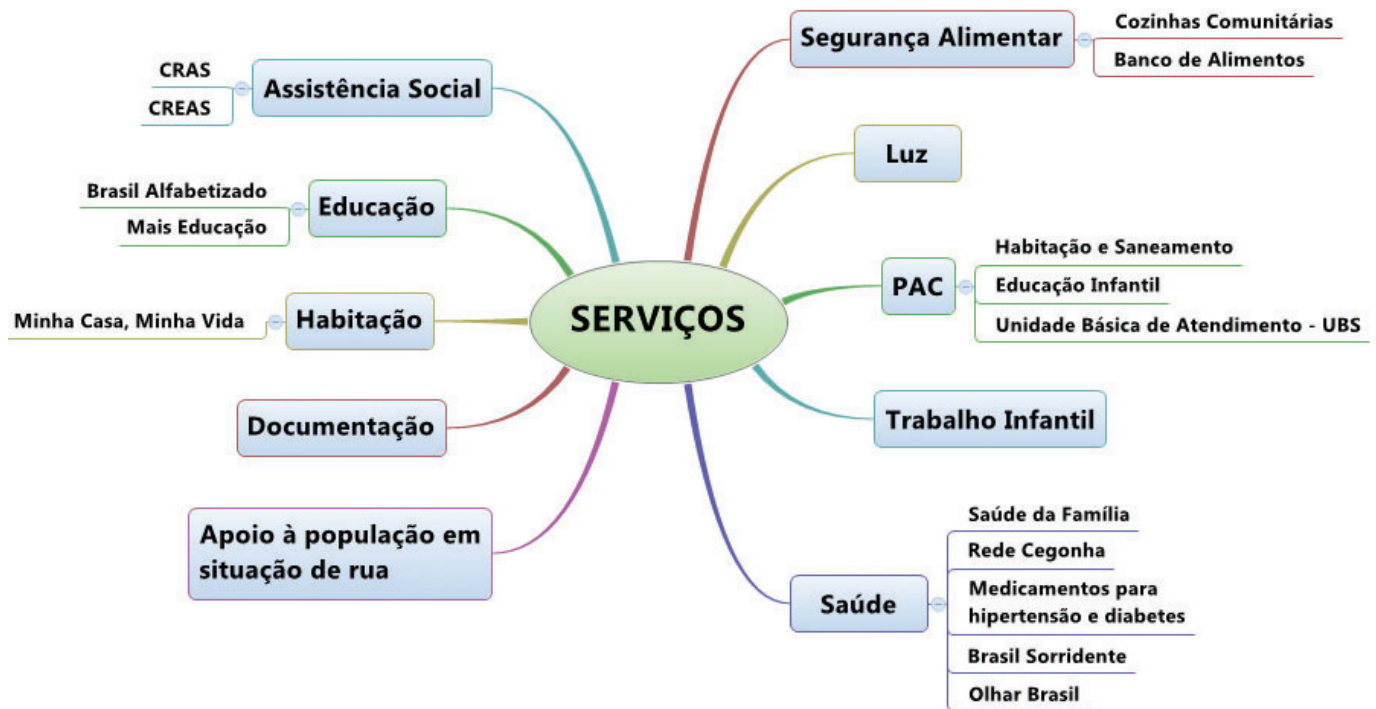 SERVIÇOS
Assistência Social
CRAS
CREAS
Educação
Brasil Alfabetizado
Mais Educação
Habitação
Minha Casa, Minha Vida
Documentação
Apoio à população em
situação de rua
Segurança Alimentar
Cozinhas Comunitárias
Banco de Alimentos
Luz
PAC
Habitação e Saneamento
Educação Infantil
Unidade Básica de Atendimento - UBS
Trabalho Infantil
Saúde
Saúde da Família
Rede Cegonha
Medicamentos para
hipertensão e diabetes
Brasil Sorridente
Olhar Brasil